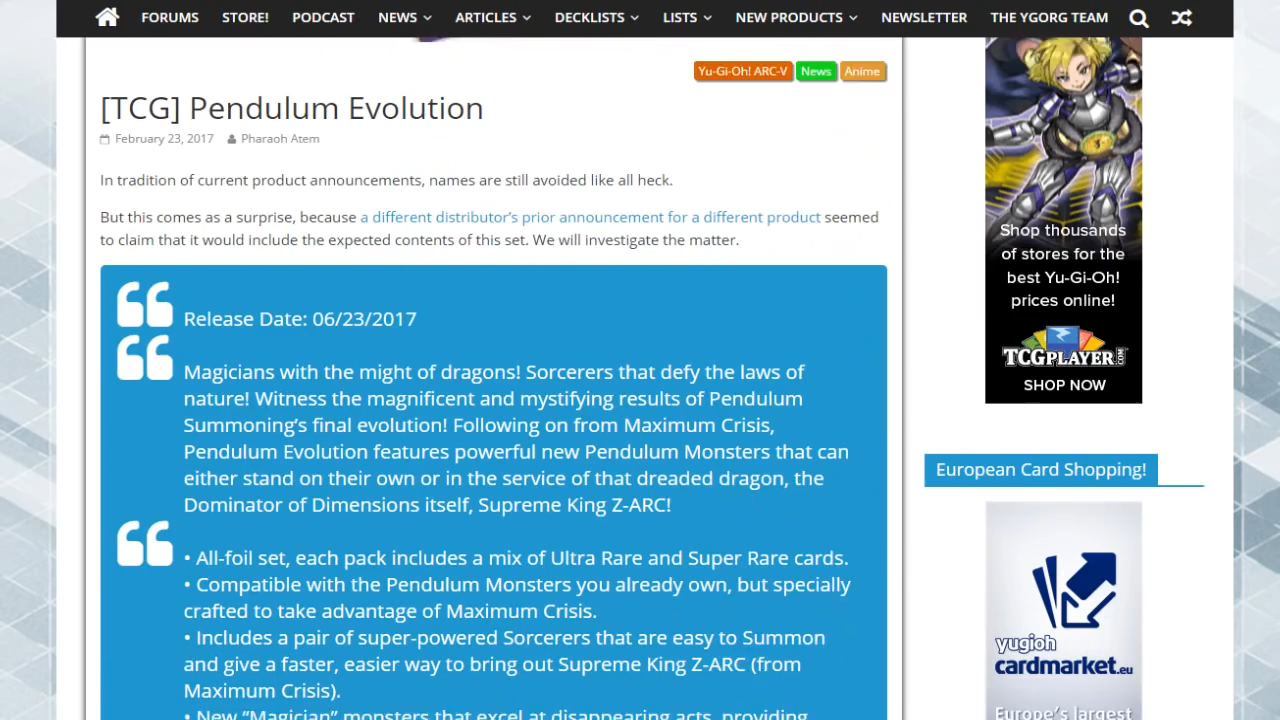 FORUMS STORE! PODCAST NEWS ARTICLES DECKLISTS LISTS NEW PRODUCTS NEWSLETTER THE YGORG TEAM
Yu-Gi-Oh! ARC-V News Anime
[TCG] Pendulum Evolution
February 23, 2017 Pharaoh Atem
In tradition of current product announcements, names are still avoided like all heck.
But this comes as a surprise, because a different distributor's prior announcement for a different product seemed
to claim that it would include the expected contents of this set. We will investigate the matter.
Release Date: 06/23/2017
Magicians with the might of dragons! Sorcerers that defy the laws of
nature! Witness the magnificent and mystifying results of Pendulum
Summoning's final evolution! Following on from Maximum Crisis,
Pendulum Evolution features powerful new Pendulum Monsters that can
either stand on their own or in the service of that dreaded dragon, the
Dominator of Dimensions itself, Supreme King Z-ARC!
• All-foil set, each pack includes a mix of Ultra Rare and Super Rare cards.
• Compatible with the Pendulum Monsters you already own, but specially
crafted to take advantage of Maximum Crisis.
• Includes a pair of super-powered Sorcerers that are easy to Summon
and give a faster, easier way to bring out Supreme King Z-ARC (from
Maximum Crisis).
• New "Magician" monsters that excel at disappearing acts, providing
Shop thousands
of stores for the
best Yu-Gi-Oh!
prices online!
TCGPLAYER.COM
SHOP NOW
European Card Shopping!
yugioh
cardmarket.eu
Europe's largest